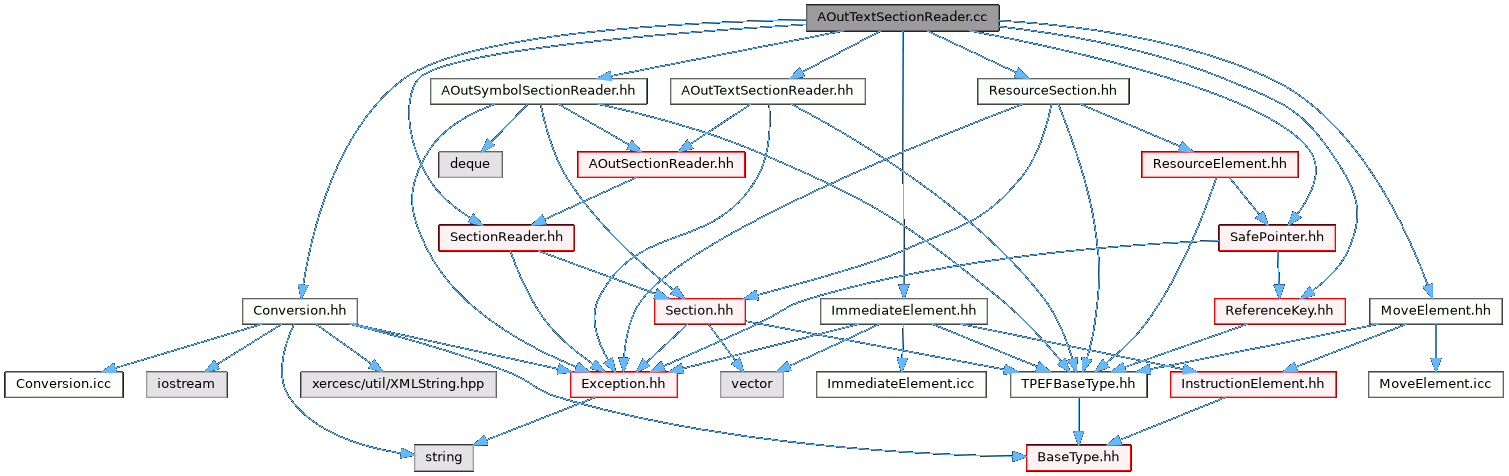 AOutTextSectionReader.cc
AOutSymbolSectionReader.hh
AOutTextSectionReader.hh
ResourceSection.hh
deque
AOutSectionReader.hh
ResourceElement.hh
SectionReader.hh
SafePointer.hh
Conversion.hh
Section.hh
ImmediateElement.hh
ReferenceKey.hh
MoveElement.hh
Conversion.icc
iostream
xercesc/util/XMLString.hpp
Exception.hh
vector
ImmediateElement.icc
TPEFBaseType.hh
InstructionElement.hh
MoveElement.icc
string
BaseType.hh